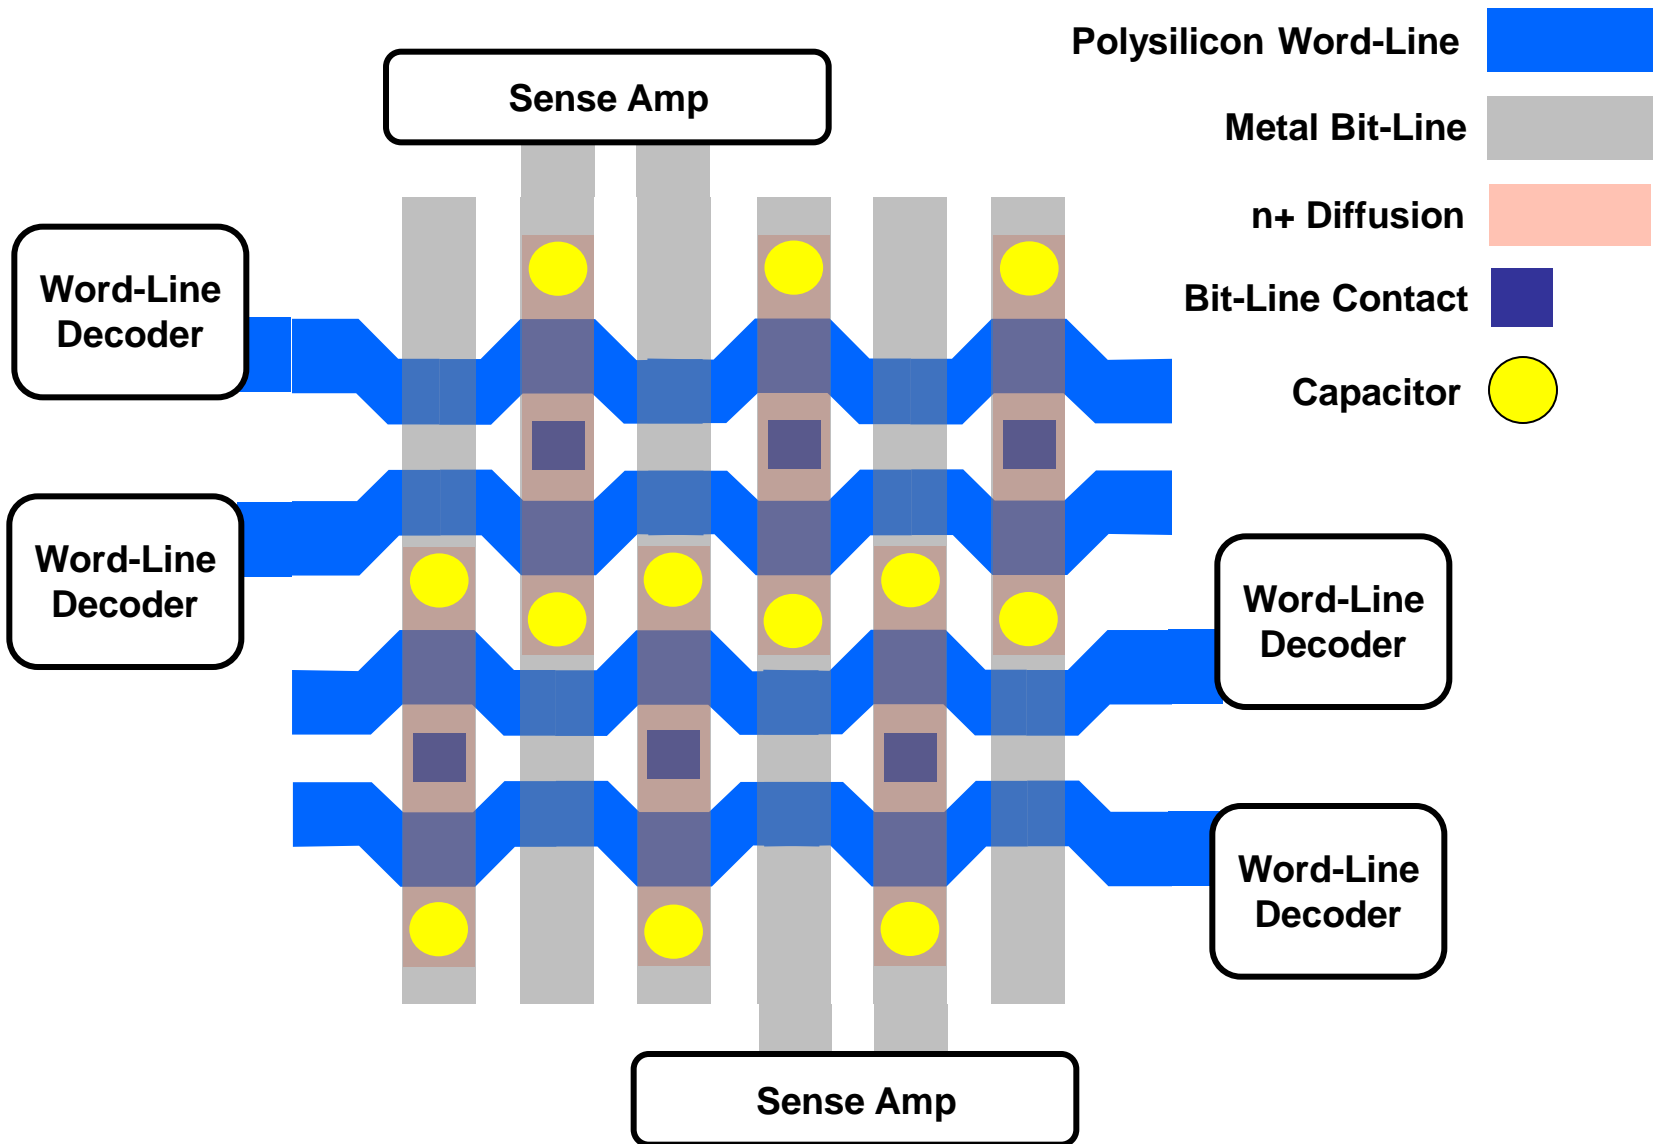 Polysilicon Word-Line
Sense Amp
Metal Bit-Line
n+ Diffusion
Word-Line
Decoder
Bit-Line Contact
Capacitor
Word-Line
Decoder
Word-Line
Decoder
Word-Line
Decoder
Sense Amp